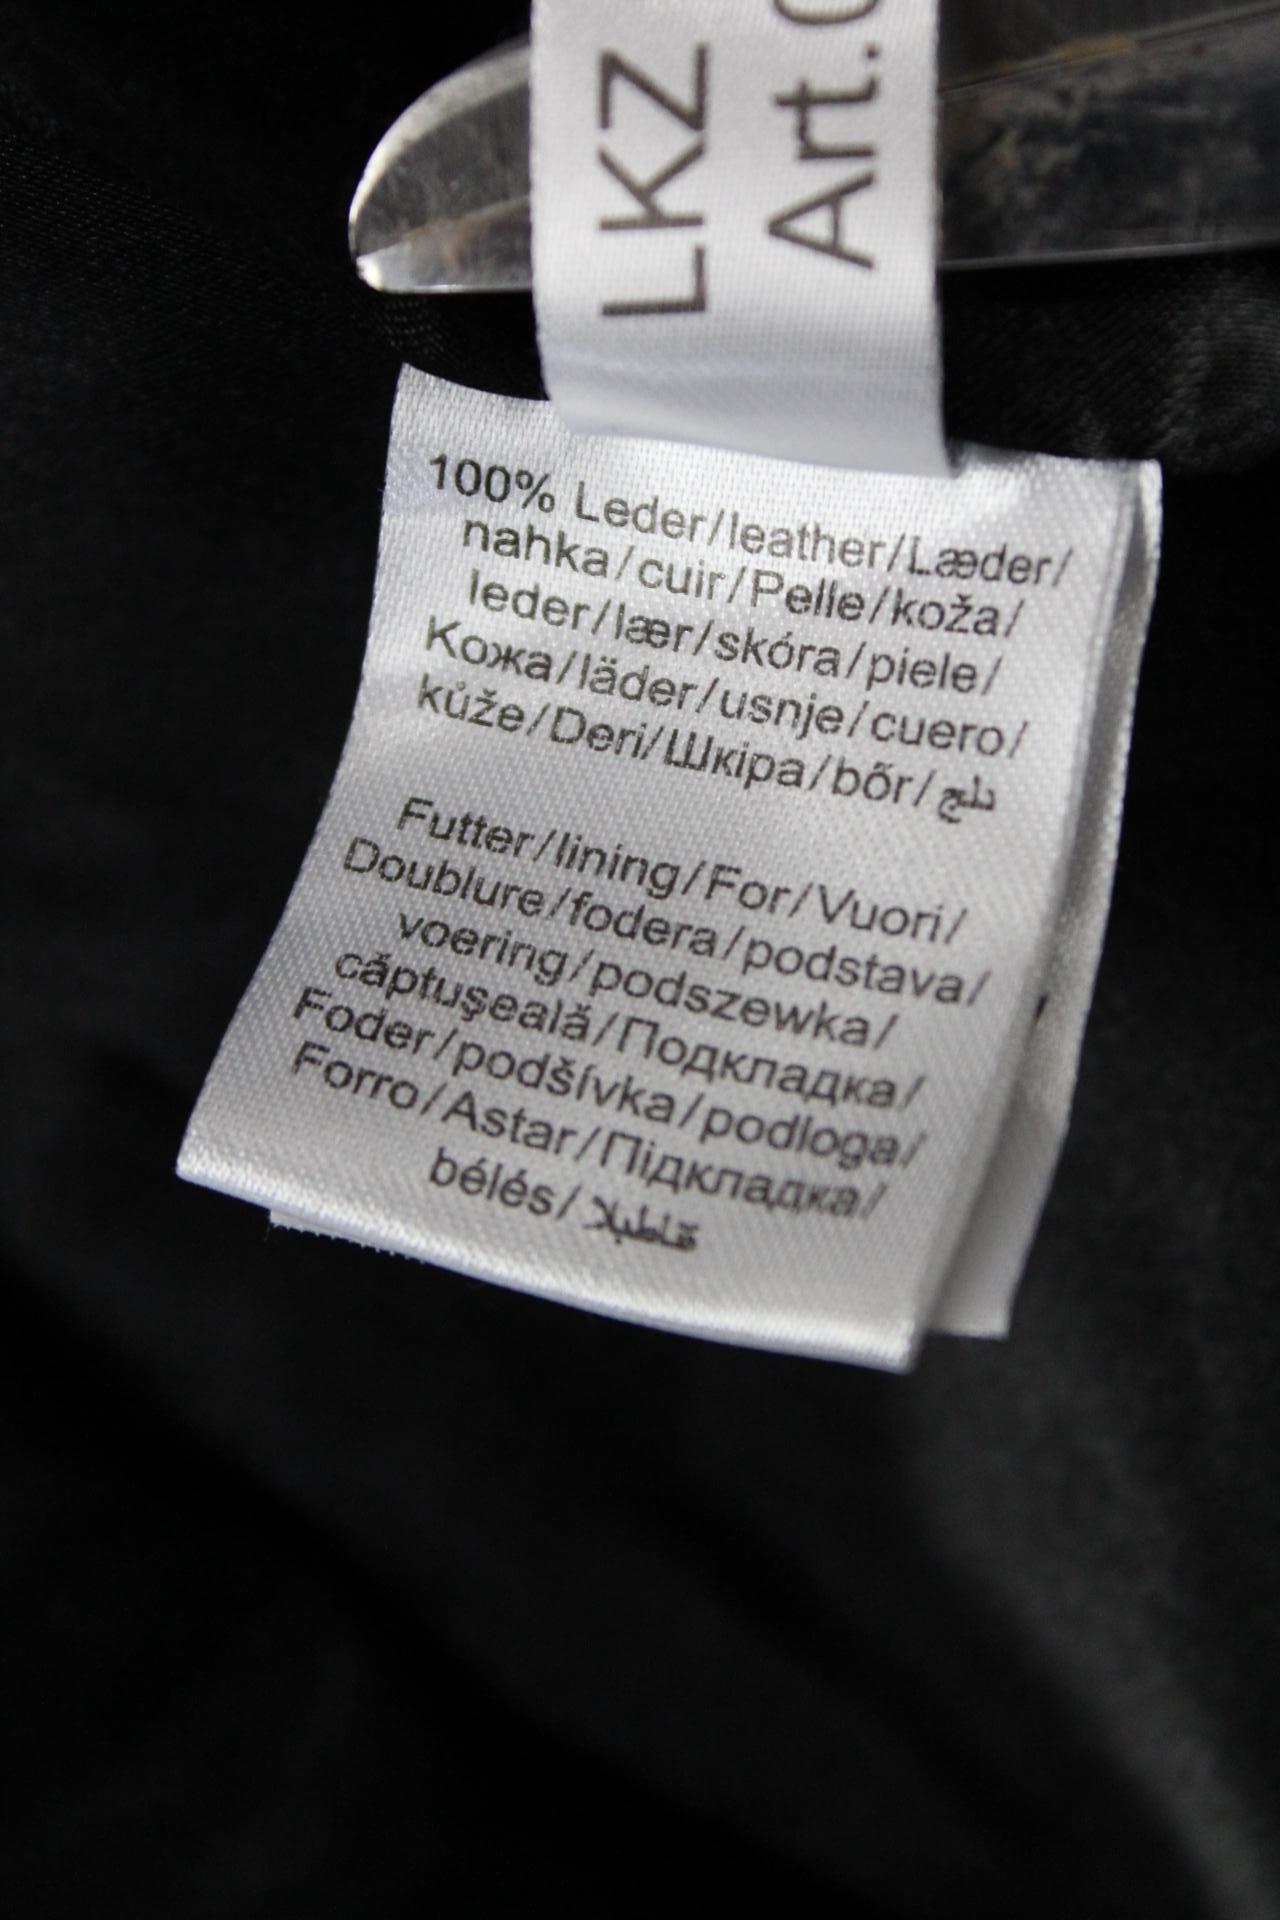 LKZ
Art.
100% Leder/leather/Læder/
nahka/cuir/Pelle/koža/
leder/lær/skóra/piele/
Кожа/läder/usnje/cuero/
kůže/Deri/Шкіра/bőr/
Futter/lining/For/Vuori/
Doublure/fodera/podstava/
voering/podszewka/
căptuşeală/Подкладка/
Foder/podšívka/podloga/
Forro/Astar/Підкладка/
bélés/